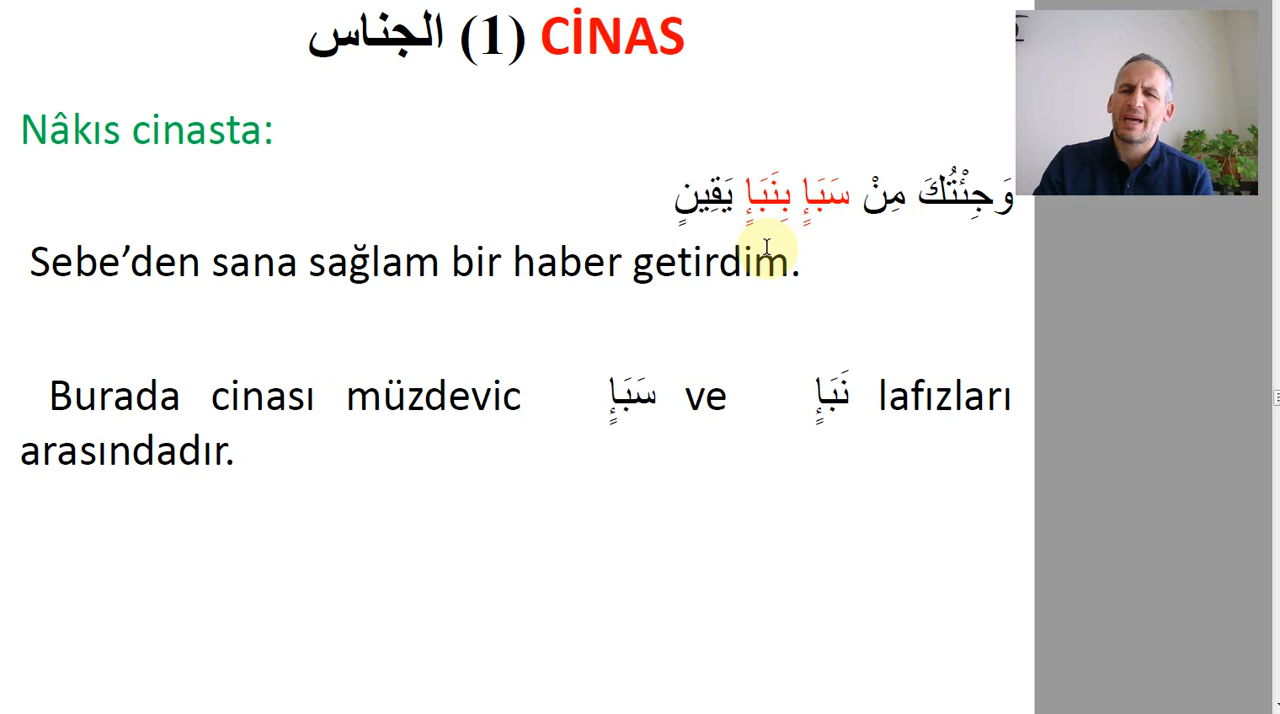 CİNAS (1) الجناس
Nâkıs cinasta:
وَجِئْتُكَ مِنْ سَبَإٍ بِنَبَإٍ يَقِينٍ
Sebe’den sana sağlam bir haber getirdim.
Burada cinası müzdevic سَبَإٍ ve نَبَإٍ lafızları
arasındadır.